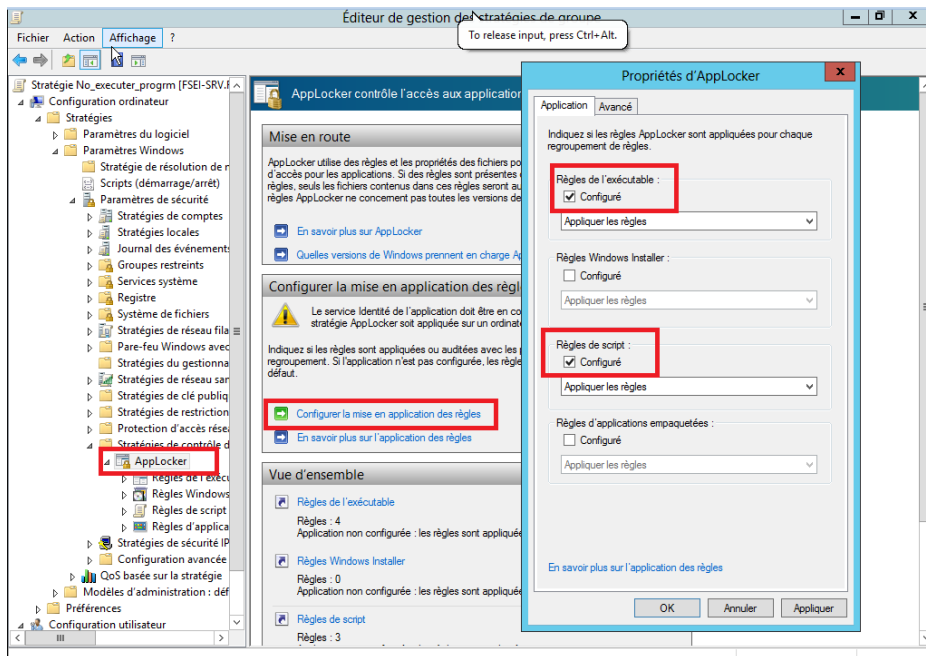 Éditeur de gestion des stratégies de groupe
To release input, press Ctrl+Alt.
Fichier Action Affichage ?
Stratégie No_executer_progrm [FSEI-SRV.
Configuration ordinateur
Stratégies
Paramètres du logiciel
Paramètres Windows
Stratégie de résolution de
Scripts (démarrage/arrêt)
Paramètres de sécurité
Stratégies de comptes
Stratégies locales
Journal des événements
Groupes restreints
Services système
Registre
Système de fichiers
Stratégies de réseau fila
Pare-feu Windows avec
Stratégies du gestionna
Stratégies de réseau san
Stratégies de clé publiq
Stratégies de restriction
Protection d'accès rése
Stratégies de contrôle d
AppLocker
Règles de l'exécu
Règles Windows
Règles de script
Règles d'applica
Stratégies de sécurité IP
Configuration avancée
QoS basée sur la stratégie
Modèles d'administration : déf
Préférences
Configuration utilisateur
AppLocker contrôle l'accès aux application
Mise en route
AppLocker utilise des règles et les propriétés des fichiers po
d'accès pour les applications. Si des règles sont présentes
règles, seuls les fichiers contenus dans ces règles seront au
règles AppLocker ne concernent pas toutes les versions de
En savoir plus sur AppLocker
Quelles versions de Windows prennent en charge Ap
Configurer la mise en application des règl
Le service Identité de l'application doit être en co
stratégie AppLocker soit appliquée sur un ordinat
Indiquez si les règles sont appliquées ou auditées avec les
regroupement. Si l'application n'est pas configurée, les règle
défaut.
Configurer la mise en application des règles
En savoir plus sur l'application des règles
Vue d'ensemble
Règles de l'exécutable
Règles : 4
Application non configurée : les règles sont appliquée
Règles Windows Installer
Règles : 0
Application non configurée : les règles sont appliquée
Règles de script
Règles : 3
Propriétés d'AppLocker
x
Application Avancé
Indiquez si les règles AppLocker sont appliquées pour chaque
regroupement de règles.
Règles de l'exécutable :
Configuré
Appliquer les règles
Règles Windows Installer :
Configuré
Appliquer les règles
Règles de script :
Configuré
Appliquer les règles
Règles d'applications empaquetées :
Configuré
Appliquer les règles
En savoir plus sur l'application des règles
OK Annuler Appliquer